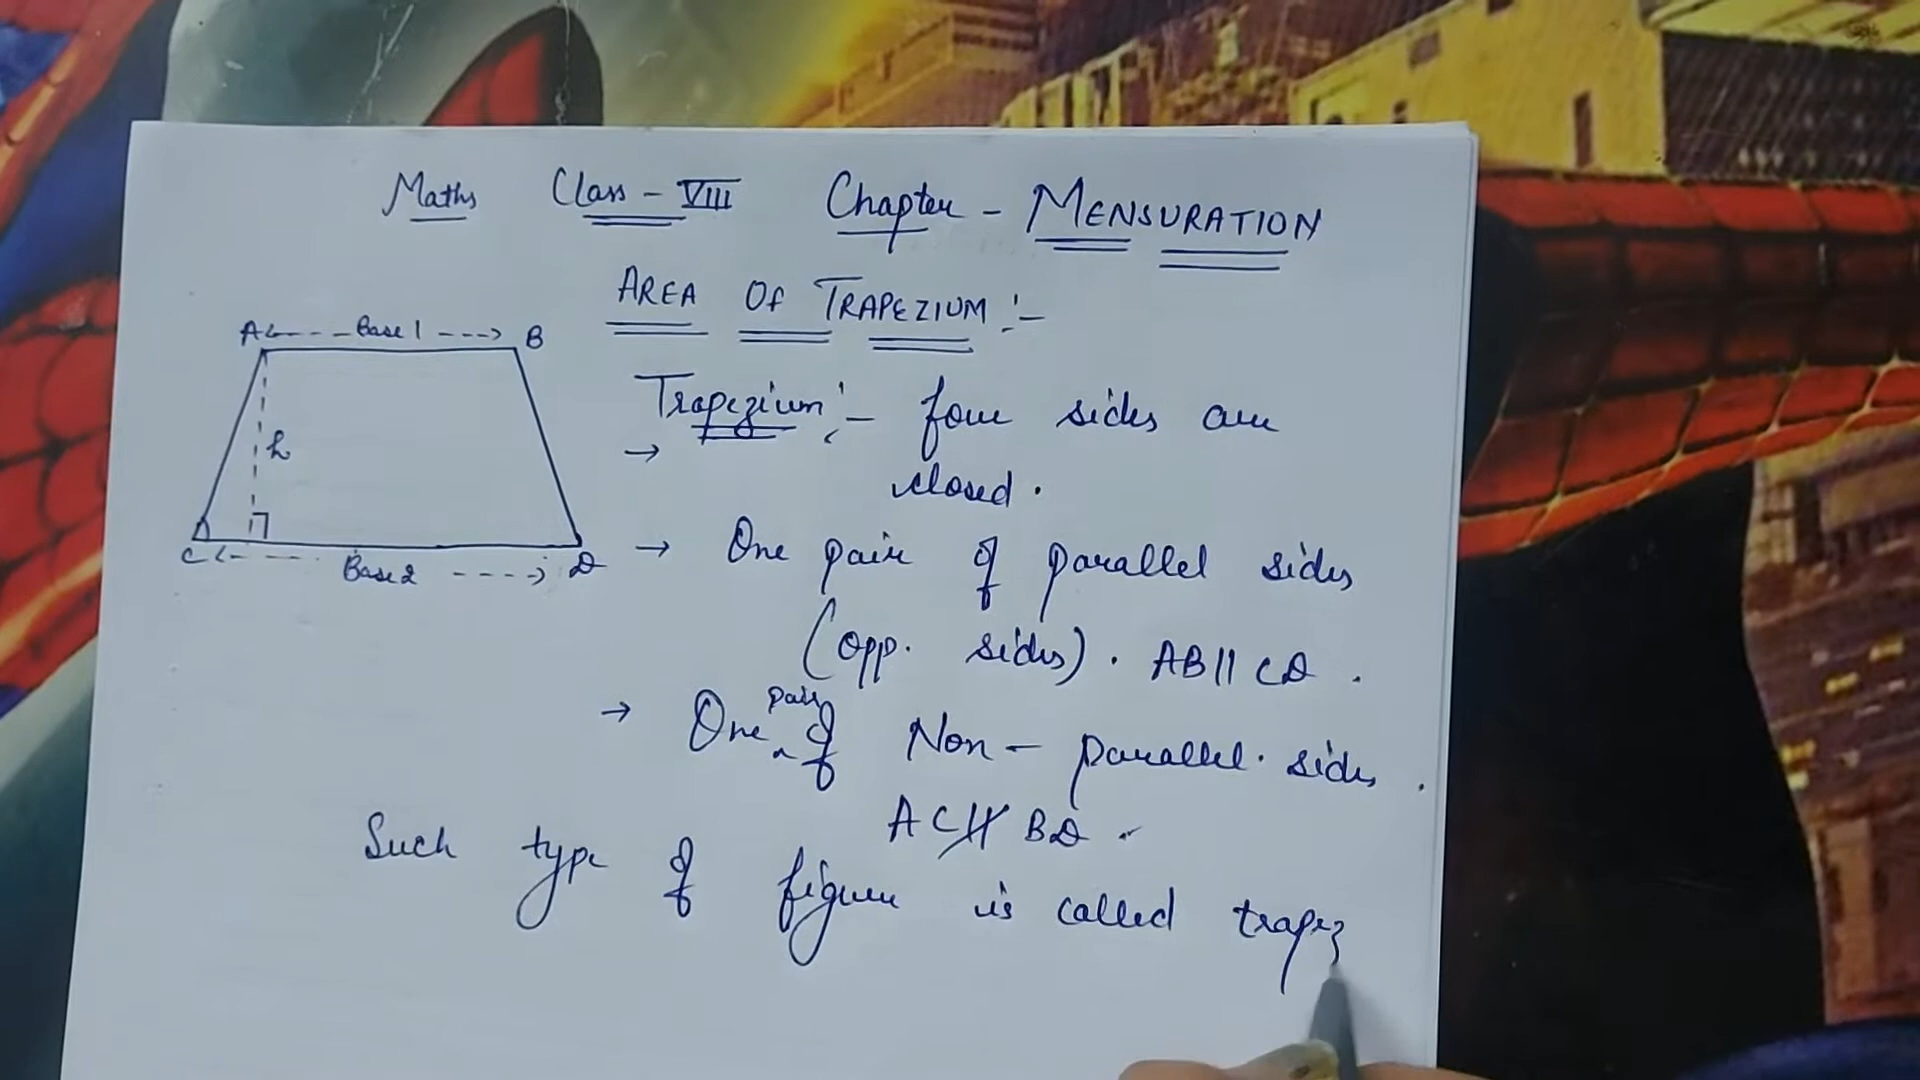 Maths Class - VIII Chapter - MENSURATION
AREA Of TRAPEZIUM :-
A <- - - Base 1 - - -> B
h
C <- - - Base 2 - - - -> D
Trapezium :- four sides are
→ closed.
→ One pair of parallel sides
(opp. sides). AB || CD.
→ One pair of Non - parallel. sides.
AC ∦ BD.
Such type of figure is called trapez